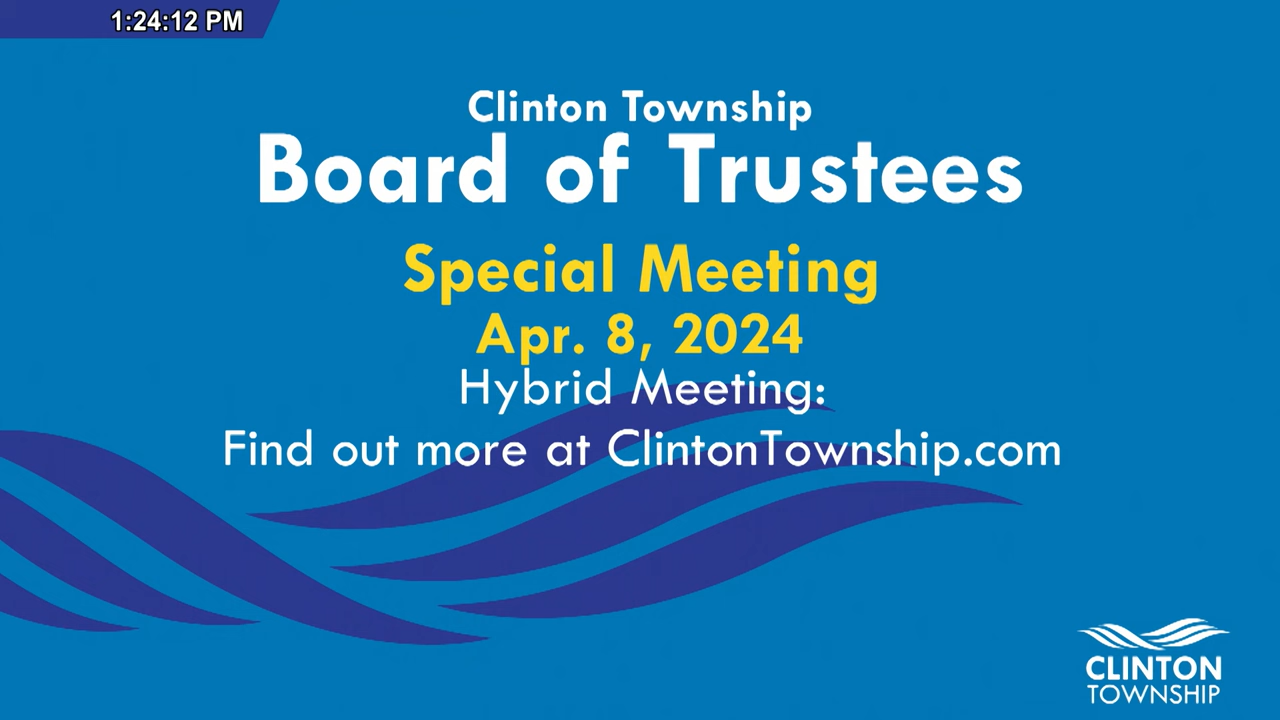 1:24:12 PM
Clinton Township
Board of Trustees
Special Meeting
Apr. 8, 2024
Hybrid Meeting:
Find out more at ClintonTownship.com
CLINTON
TOWNSHIP